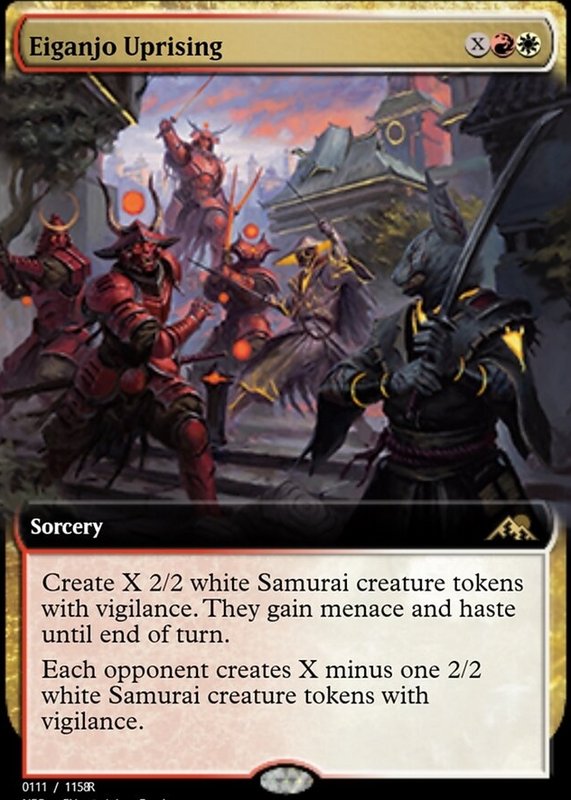 Eiganjo Uprising X
Sorcery
Create X 2/2 white Samurai creature tokens
with vigilance. They gain menace and haste
until end of turn.
Each opponent creates X minus one 2/2
white Samurai creature tokens with
vigilance.
0111 / 1158R